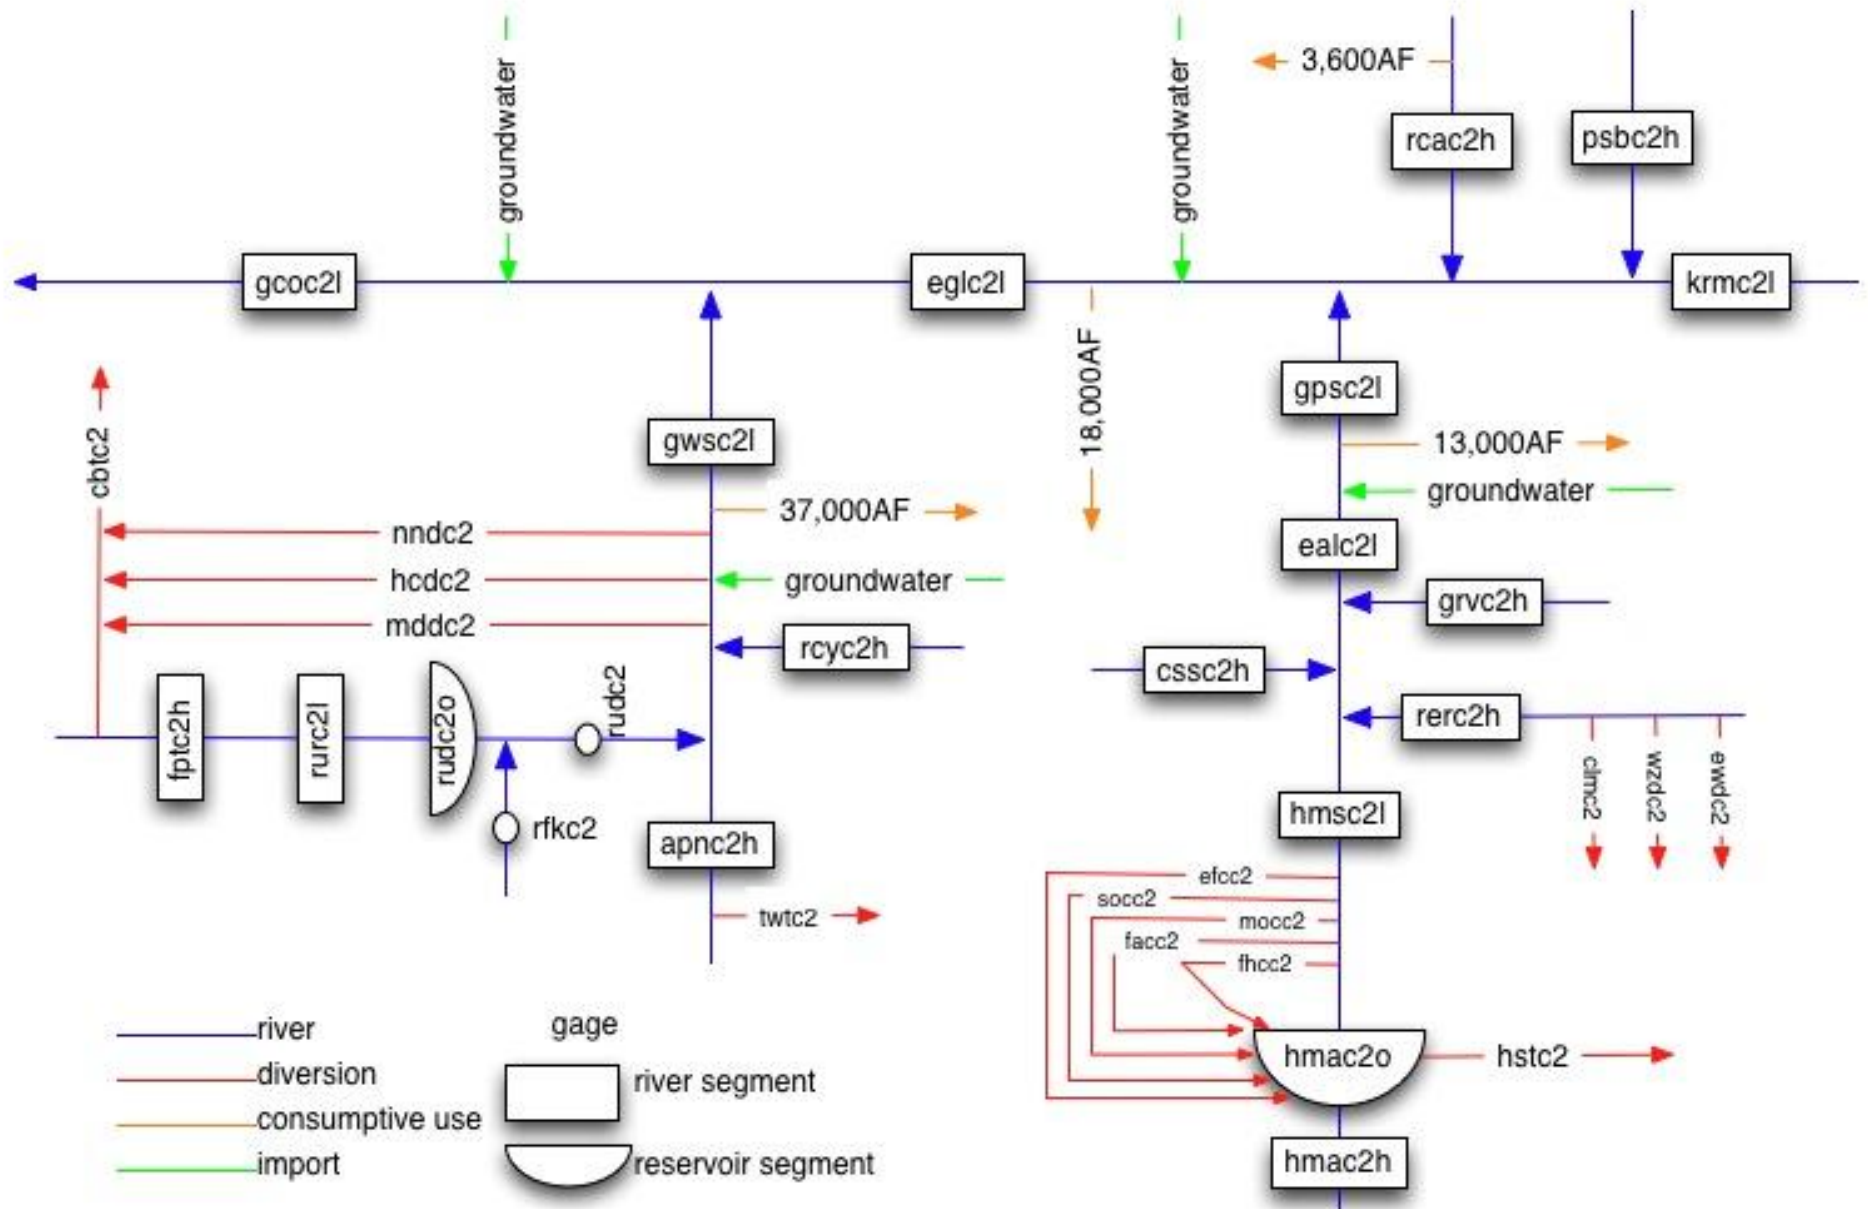 groundwater
groundwater
3,600AF
rcac2h
psbc2h
gcoc2l
eglc2l
krmc2l
18,000AF
gpsc2l
cbtc2
gwsc2l
13,000AF
groundwater
37,000AF
nndc2
ealc2l
hcdc2
groundwater
grvc2h
mddc2
rcyc2h
cssc2h
rudc2
rerc2h
fptc2h
rurc2l
rudc2o
clmc2
wzdc2
ewdc2
rfkc2
apnc2h
hmsc2l
efcc2
socc2
mocc2
twtc2
facc2
fhcc2
river
gage
hmac2o
hstc2
diversion
river segment
consumptive use
import
reservoir segment
hmac2h